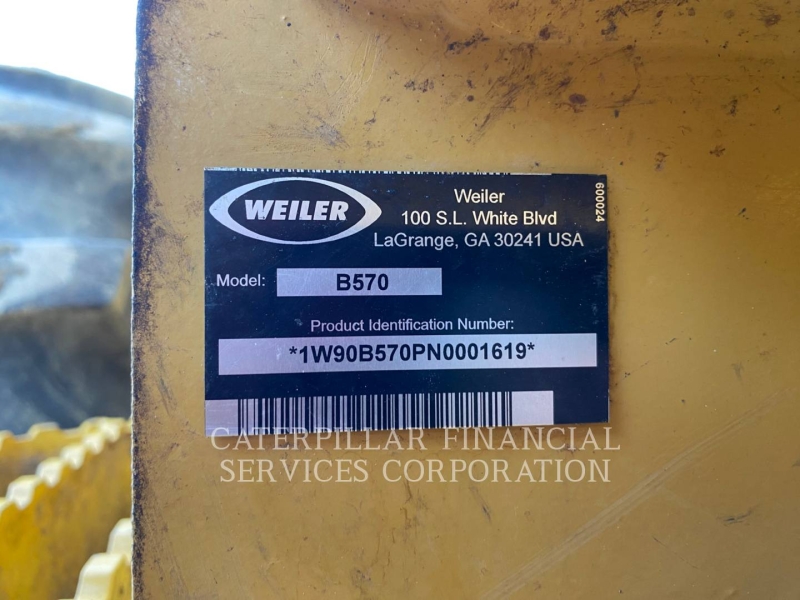 WEILER
Weiler
100 S.L. White Blvd
LaGrange, GA 30241 USA
600024
Model: B570
Product Identification Number:
*1W90B570PN0001619*
CATERPILLAR FINANCIAL
SERVICES CORPORATION